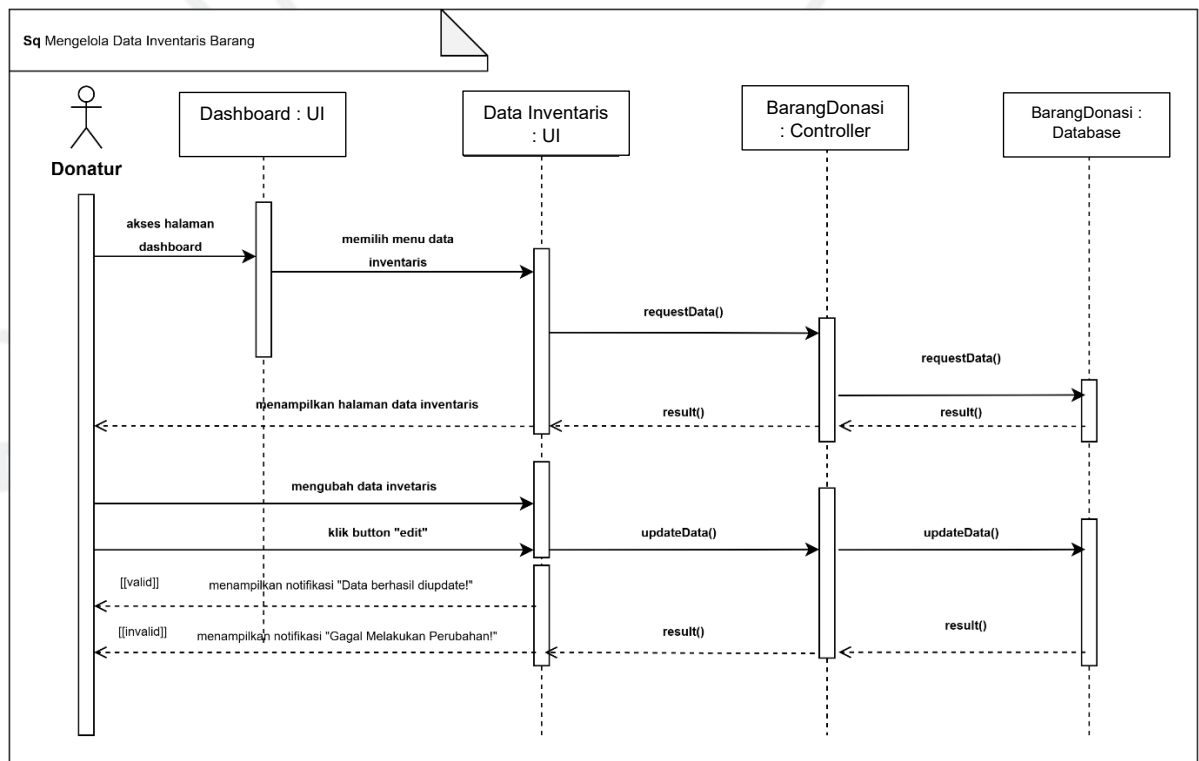 Sq Mengelola Data Inventaris Barang
Donatur
Dashboard : UI
Data Inventaris
: UI
BarangDonasi
: Controller
BarangDonasi :
Database
akses halaman
dashboard
memilih menu data
inventaris
requestData()
requestData()
menampilkan halaman data inventaris
result()
result()
mengubah data invetaris
klik button "edit"
updateData()
updateData()
[[valid]]
menampilkan notifikasi "Data berhasil diupdate!"
[[invalid]]
menampilkan notifikasi "Gagal Melakukan Perubahan!"
result()
result()